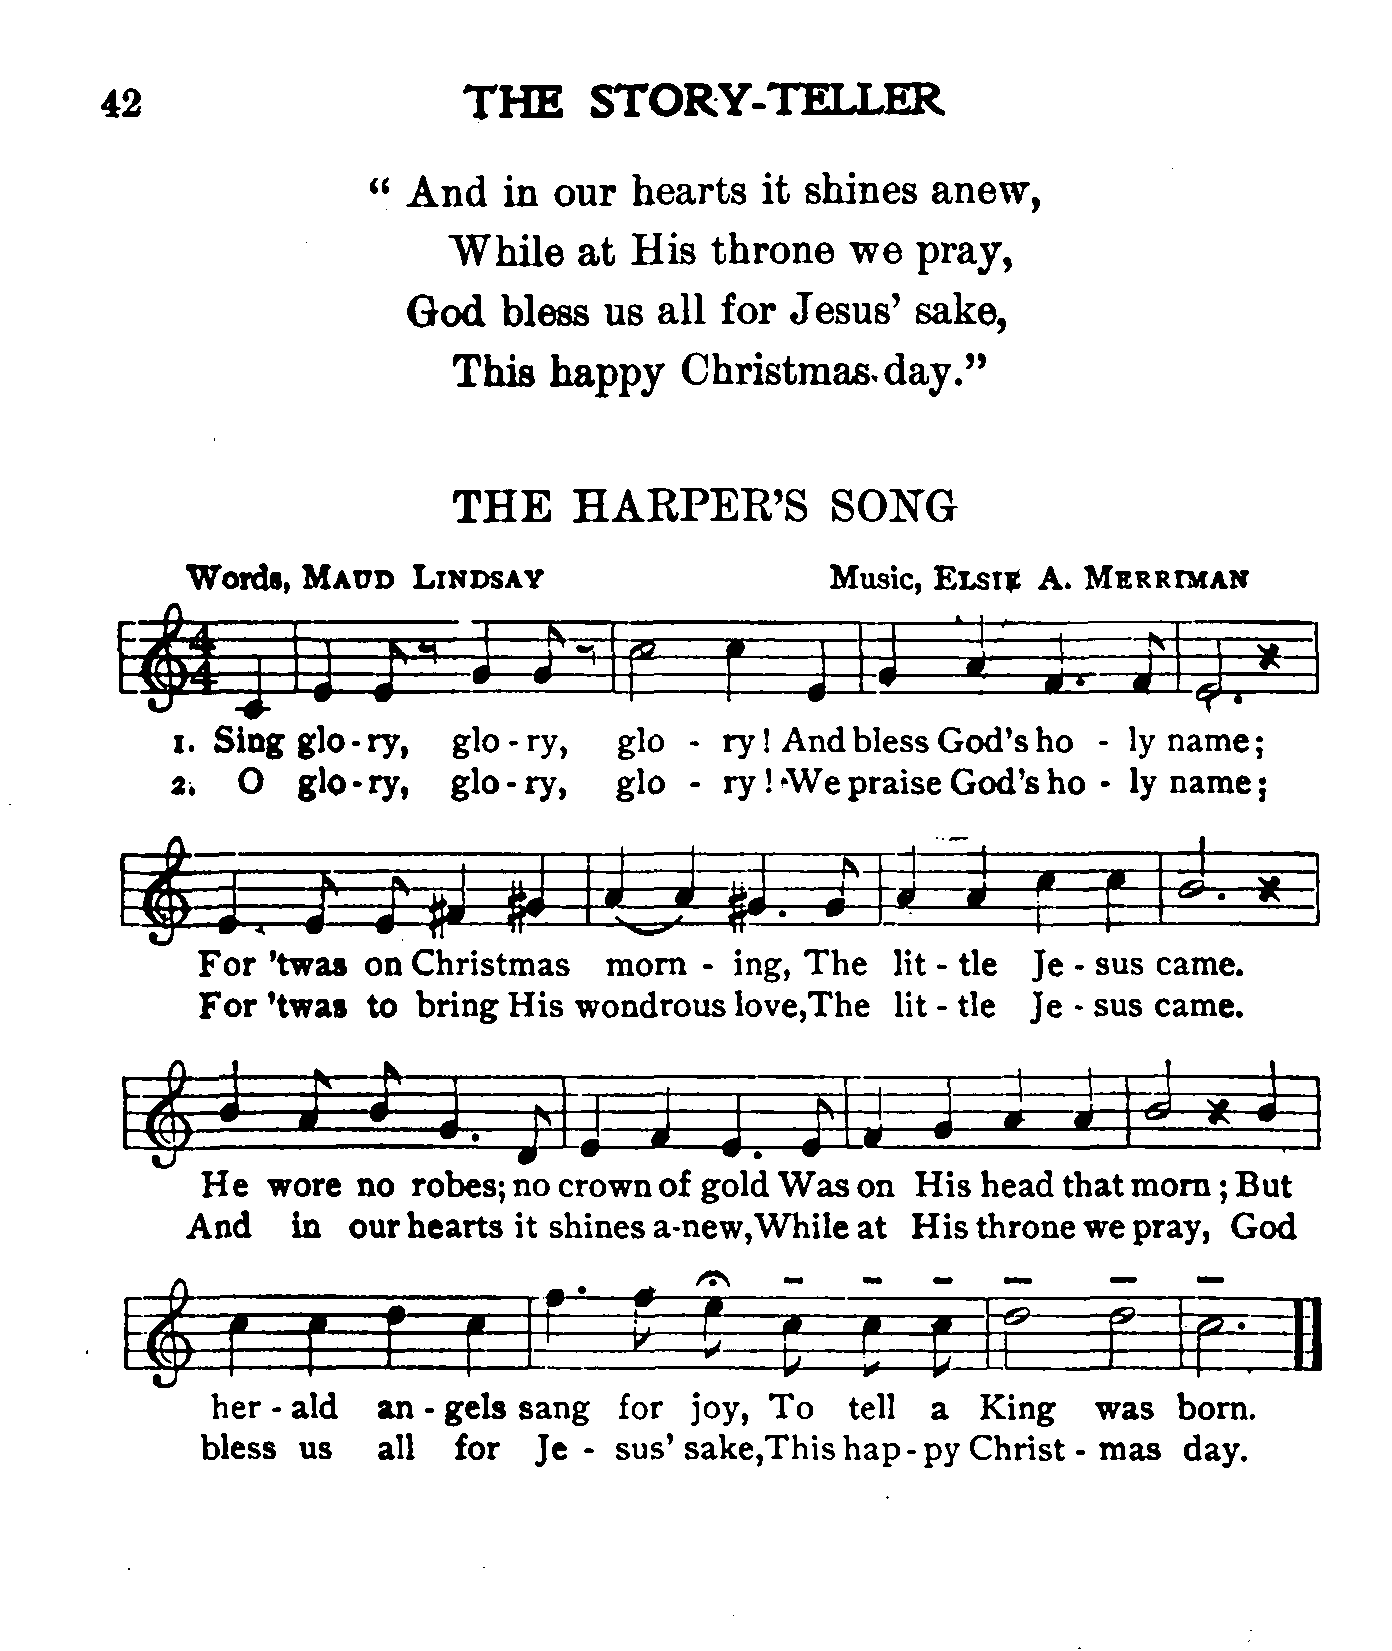 42 THE STORY-TELLER
“ And in our hearts it shines anew,
While at His throne we pray,
God bless us all for Jesus’ sake,
This happy Christmas day.”
THE HARPER’S SONG
Words, MAUD LINDSAY Music, ELSIE A. MERRIMAN
4
4
1. Sing glo - ry, glo - ry, glo - ry! And bless God’s ho - ly name;
2. O glo - ry, glo - ry, glo - ry! We praise God’s ho - ly name;
For ’twas on Christmas morn - ing, The lit - tle Je - sus came.
For ’twas to bring His wondrous love, The lit - tle Je - sus came.
He wore no robes; no crown of gold Was on His head that morn; But
And in our hearts it shines a-new, While at His throne we pray, God
her - ald an - gels sang for joy, To tell a King was born.
bless us all for Je - sus’ sake, This hap - py Christ - mas day.